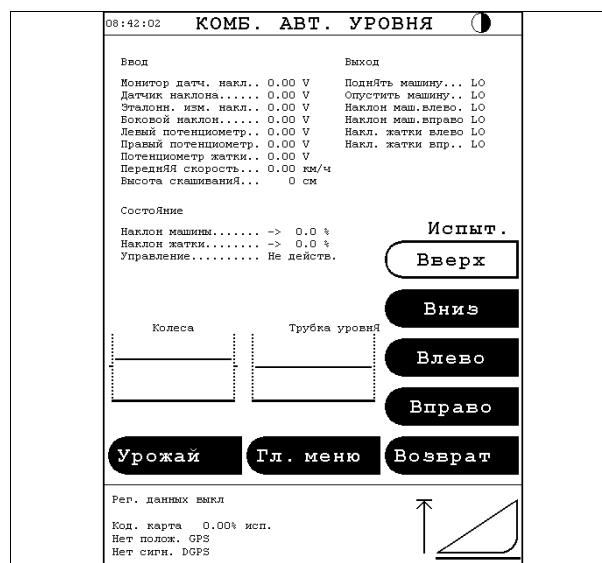 08:42:02 КОМБ. АВТ. УРОВНЯ
Ввод
Монитор датч. накл.. 0.00 V
Датчик наклона...... 0.00 V
Эталонн. изм. накл.. 0.00 V
Боковой наклон...... 0.00 V
Левый потенциометр.. 0.00 V
Правый потенциометр. 0.00 V
Потенциометр жатки.. 0.00 V
ПереднЯЯ скорость... 0.00 км/ч
Высота скашиваниЯ... 0 см
Выход
ПоднЯть машину... LO
Опустить машину.. LO
Наклон маш.влево. LO
Наклон маш.вправо LO
Накл. жатки влево LO
Накл. жатки впр.. LO
СостоЯние
Наклон машины....... -> 0.0 %
Наклон жатки........ -> 0.0 %
Управление.......... Не действ.
Испыт.
Вверх
Вниз
Влево
Вправо
Колеса
Трубка уровнЯ
Урожай
Гл. меню
Возврат
Рег. данных выкл
Код. карта 0.00% исп.
Нет полож. GPS
Нет сигн. DGPS